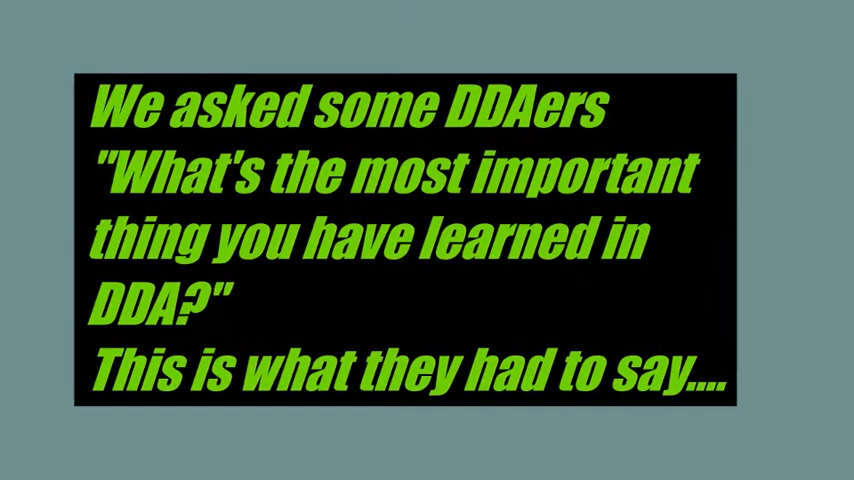 We asked some DDAers
"What's the most important
thing you have learned in
DDA?"
This is what they had to say....